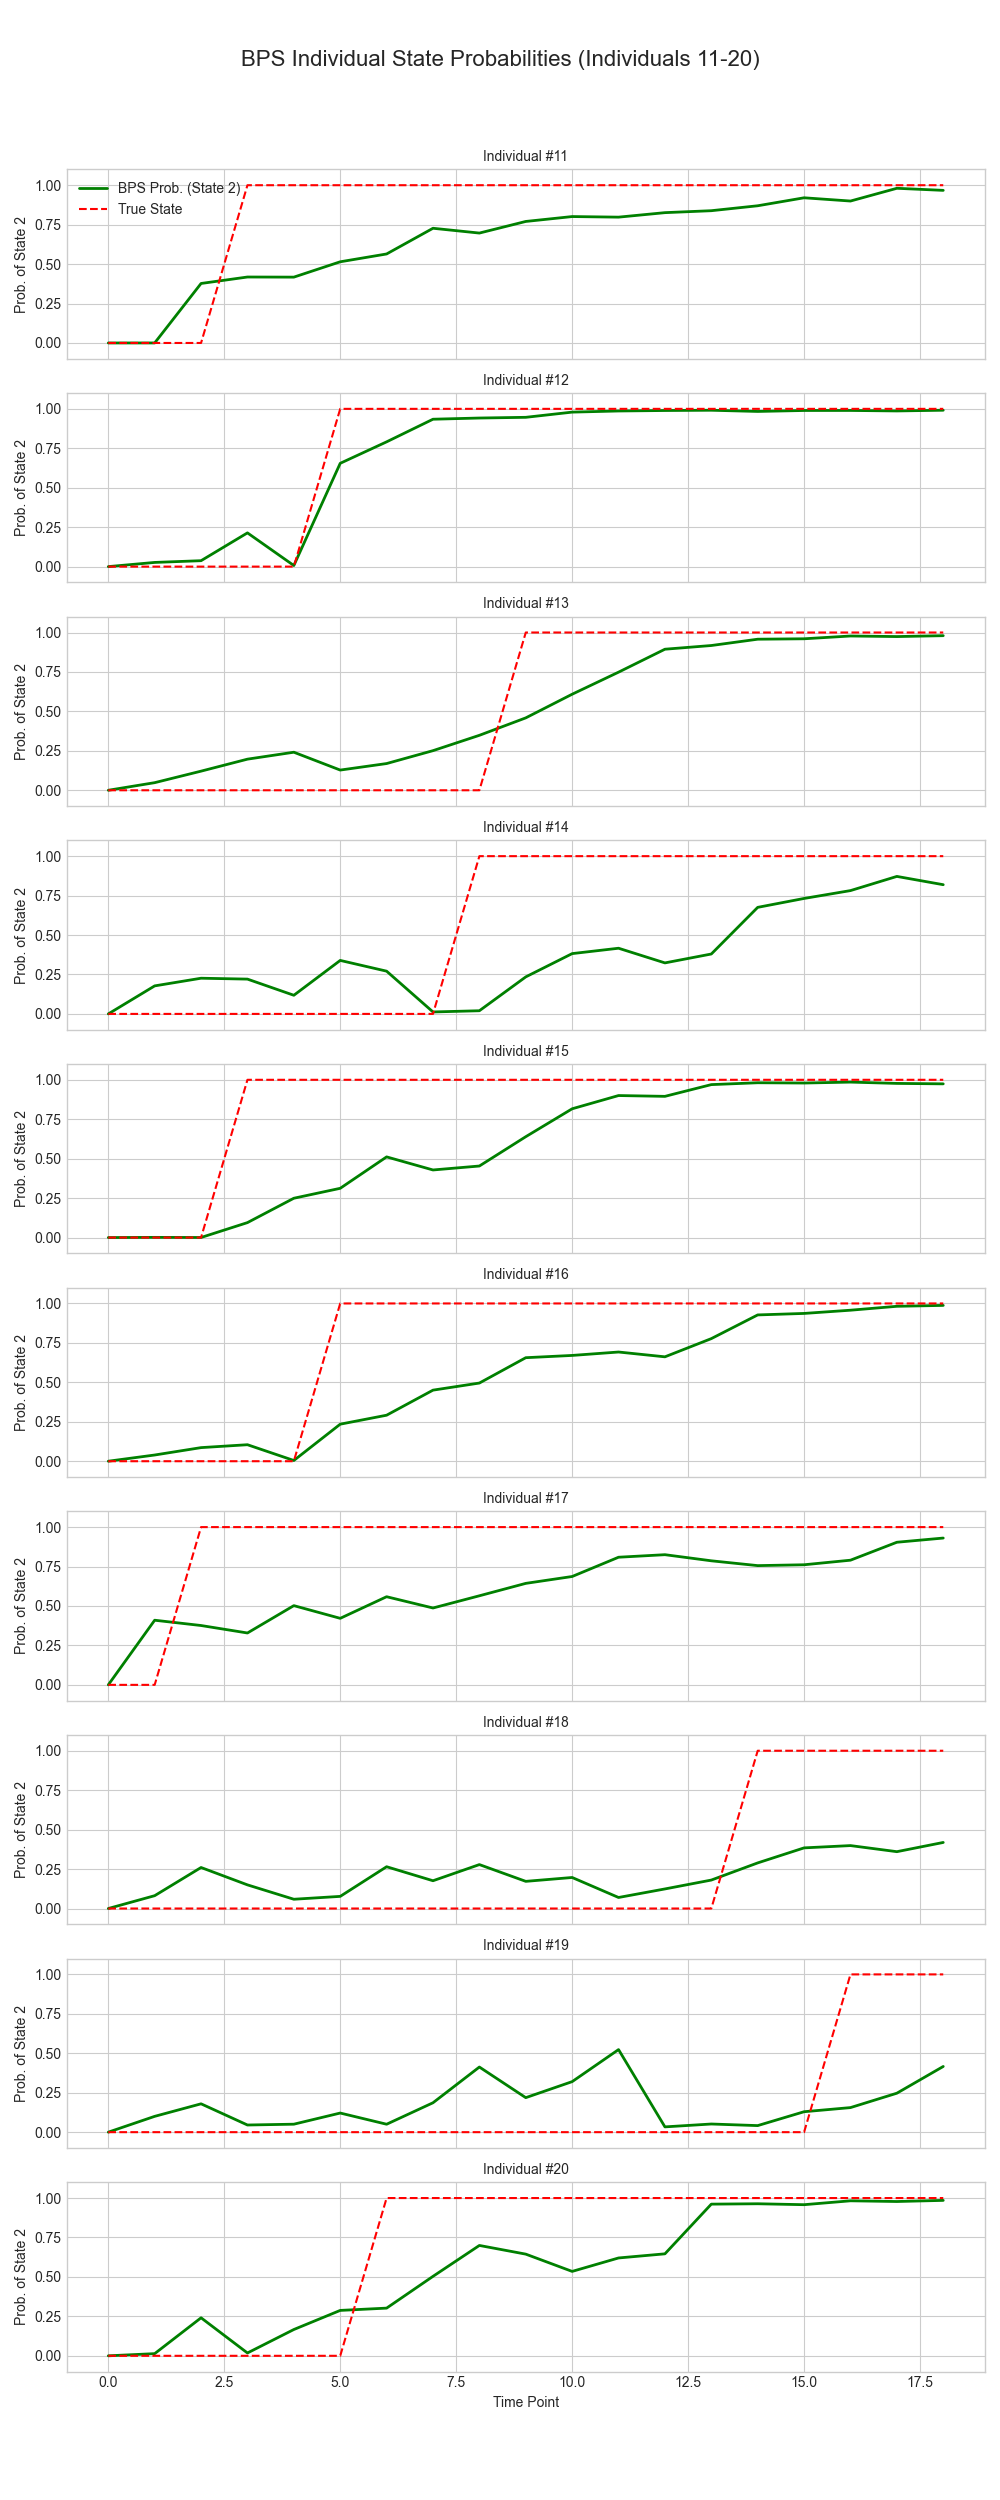 BPS Individual State Probabilities (Individuals 11-20)
Individual #11
Prob. of State 2
1.00
0.75
0.50
0.25
0.00
BPS Prob. (State 2)
True State
Individual #12
Prob. of State 2
1.00
0.75
0.50
0.25
0.00
Individual #13
Prob. of State 2
1.00
0.75
0.50
0.25
0.00
Individual #14
Prob. of State 2
1.00
0.75
0.50
0.25
0.00
Individual #15
Prob. of State 2
1.00
0.75
0.50
0.25
0.00
Individual #16
Prob. of State 2
1.00
0.75
0.50
0.25
0.00
Individual #17
Prob. of State 2
1.00
0.75
0.50
0.25
0.00
Individual #18
Prob. of State 2
1.00
0.75
0.50
0.25
0.00
Individual #19
Prob. of State 2
1.00
0.75
0.50
0.25
0.00
Individual #20
Prob. of State 2
1.00
0.75
0.50
0.25
0.00
0.0 2.5 5.0 7.5 10.0 12.5 15.0 17.5
Time Point